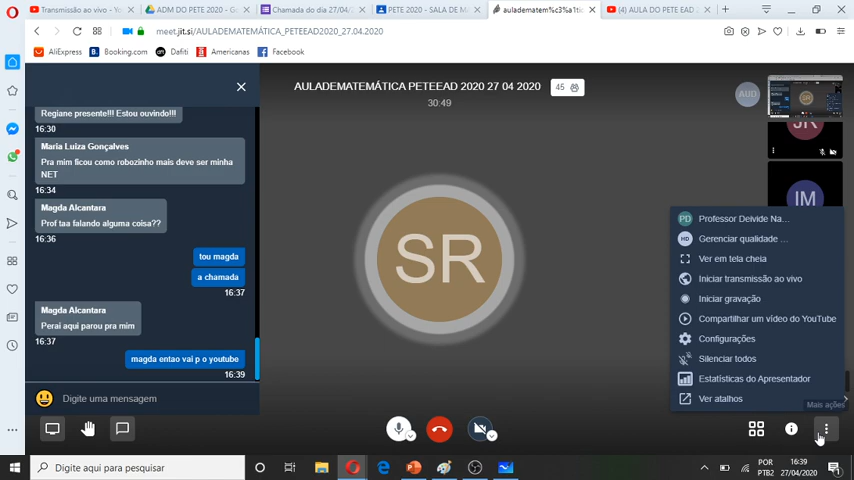 Transmissão ao vivo - Yo
ADM DO PETE 2020 - Go
Chamada do dia 27/04/
PETE 2020 - SALA DE MA
auladematem%c3%a1tic
(4) AULA DO PETE EAD 2
meet.jit.si/AULADEMATEMÁTICA_PETEEAD2020_27.04.2020
AliExpress
Booking.com
Dafiti
Americanas
Facebook
AULADEMATEMÁTICA PETEEAD 2020 27 04 2020
45
30:49
AUD
JR
IM
SR
Regiane presente!!! Estou ouvindo!!!
16:30
Maria Luiza Gonçalves
Pra mim ficou como robozinho mais deve ser minha
NET
16:34
Magda Alcantara
Prof taa falando alguma coisa??
16:36
tou magda
a chamada
16:37
Magda Alcantara
Perai aqui parou pra mim
16:37
magda entao vai p o youtube
16:39
Digite uma mensagem
PD Professor Deivide Na...
HD Gerenciar qualidade ...
Ver em tela cheia
Iniciar transmissão ao vivo
Iniciar gravação
Compartilhar um vídeo do YouTube
Configurações
Silenciar todos
Estatísticas do Apresentador
Ver atalhos
Mais ações
Digite aqui para pesquisar
POR
PTB2
16:39
27/04/2020
1